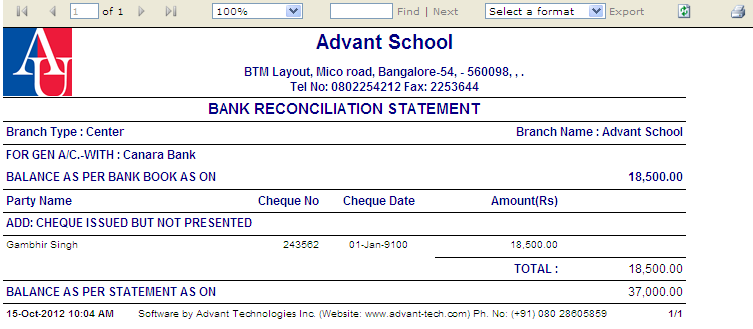 1 of 1 100% Find | Next Select a format Export
AU
Advant School
BTM Layout, Mico road, Bangalore-54, - 560098, , .
Tel No: 0802254212 Fax: 2253644
BANK RECONCILIATION STATEMENT
Branch Type : Center Branch Name : Advant School
FOR GEN A/C.-WITH : Canara Bank
BALANCE AS PER BANK BOOK AS ON 18,500.00
Party Name Cheque No Cheque Date Amount(Rs)
ADD: CHEQUE ISSUED BUT NOT PRESENTED
Gambhir Singh 243562 01-Jan-9100 18,500.00
TOTAL : 18,500.00
BALANCE AS PER STATEMENT AS ON 37,000.00
15-Oct-2012 10:04 AM Software by Advant Technologies Inc. (Website: www.advant-tech.com) Ph. No: (+91) 080 28605859 1/1